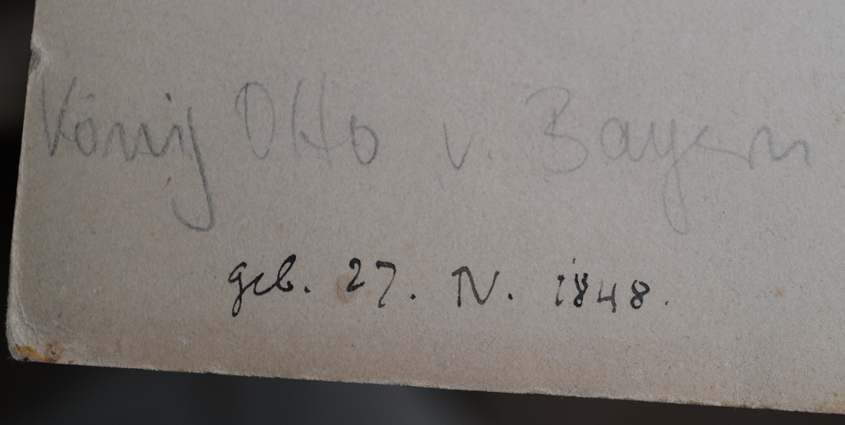 König Otto v. Bayern
geb. 27. IV. 1848.